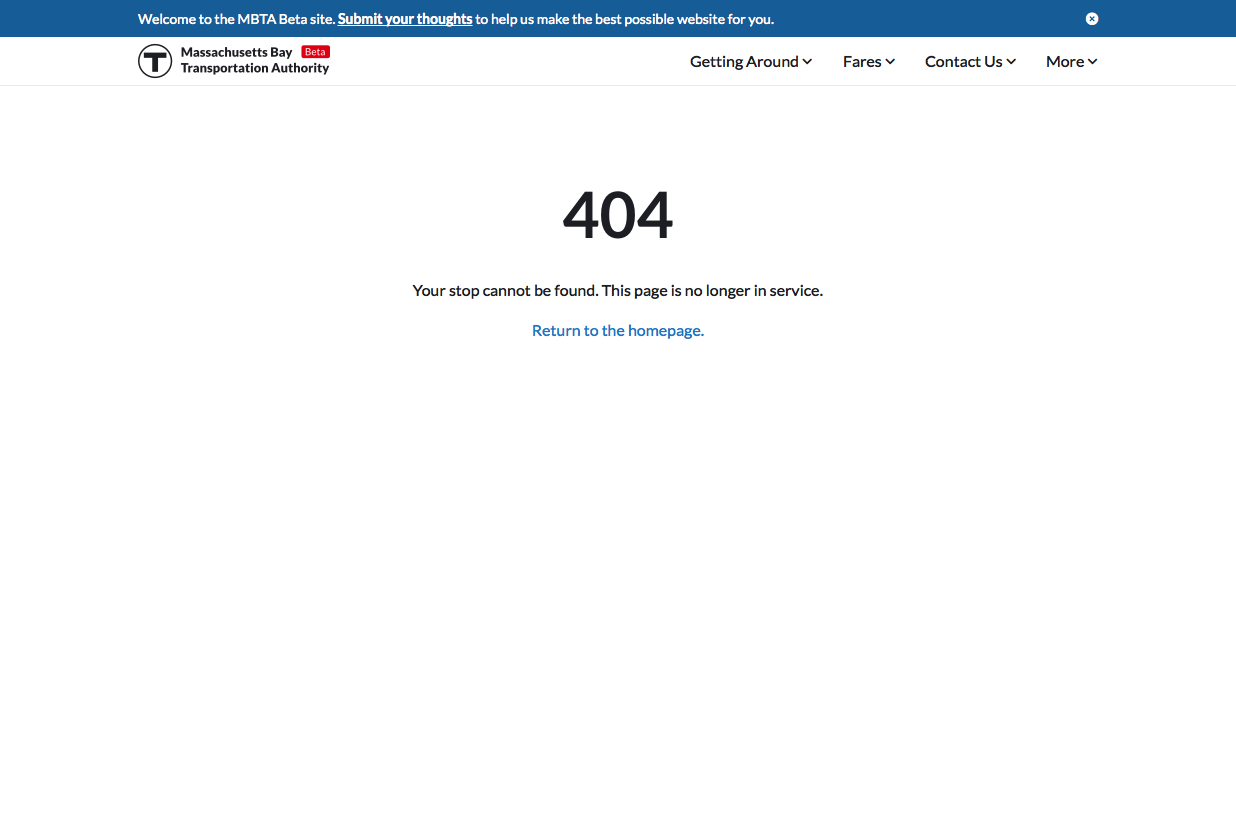 Welcome to the MBTA Beta site. Submit your thoughts to help us make the best possible website for you.
T
Massachusetts Bay Beta
Transportation Authority
Getting Around Fares Contact Us More
404
Your stop cannot be found. This page is no longer in service.
Return to the homepage.